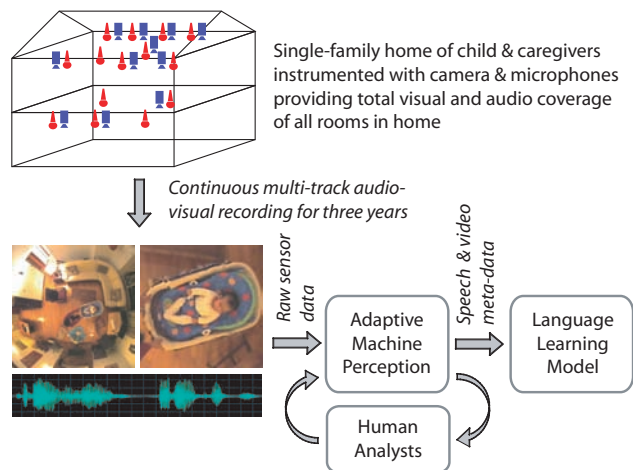 Single-family home of child & caregivers
instrumented with camera & microphones
providing total visual and audio coverage
of all rooms in home
Continuous multi-track audio-
visual recording for three years
Raw sensor
data
Adaptive
Machine
Perception
Speech & video
meta-data
Language
Learning
Model
Human
Analysts